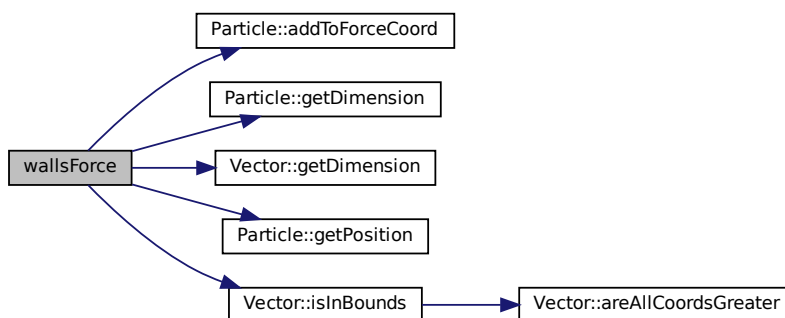 Particle::addToForceCoord
Particle::getDimension
wallsForce
Vector::getDimension
Particle::getPosition
Vector::isInBounds
Vector::areAllCoordsGreater